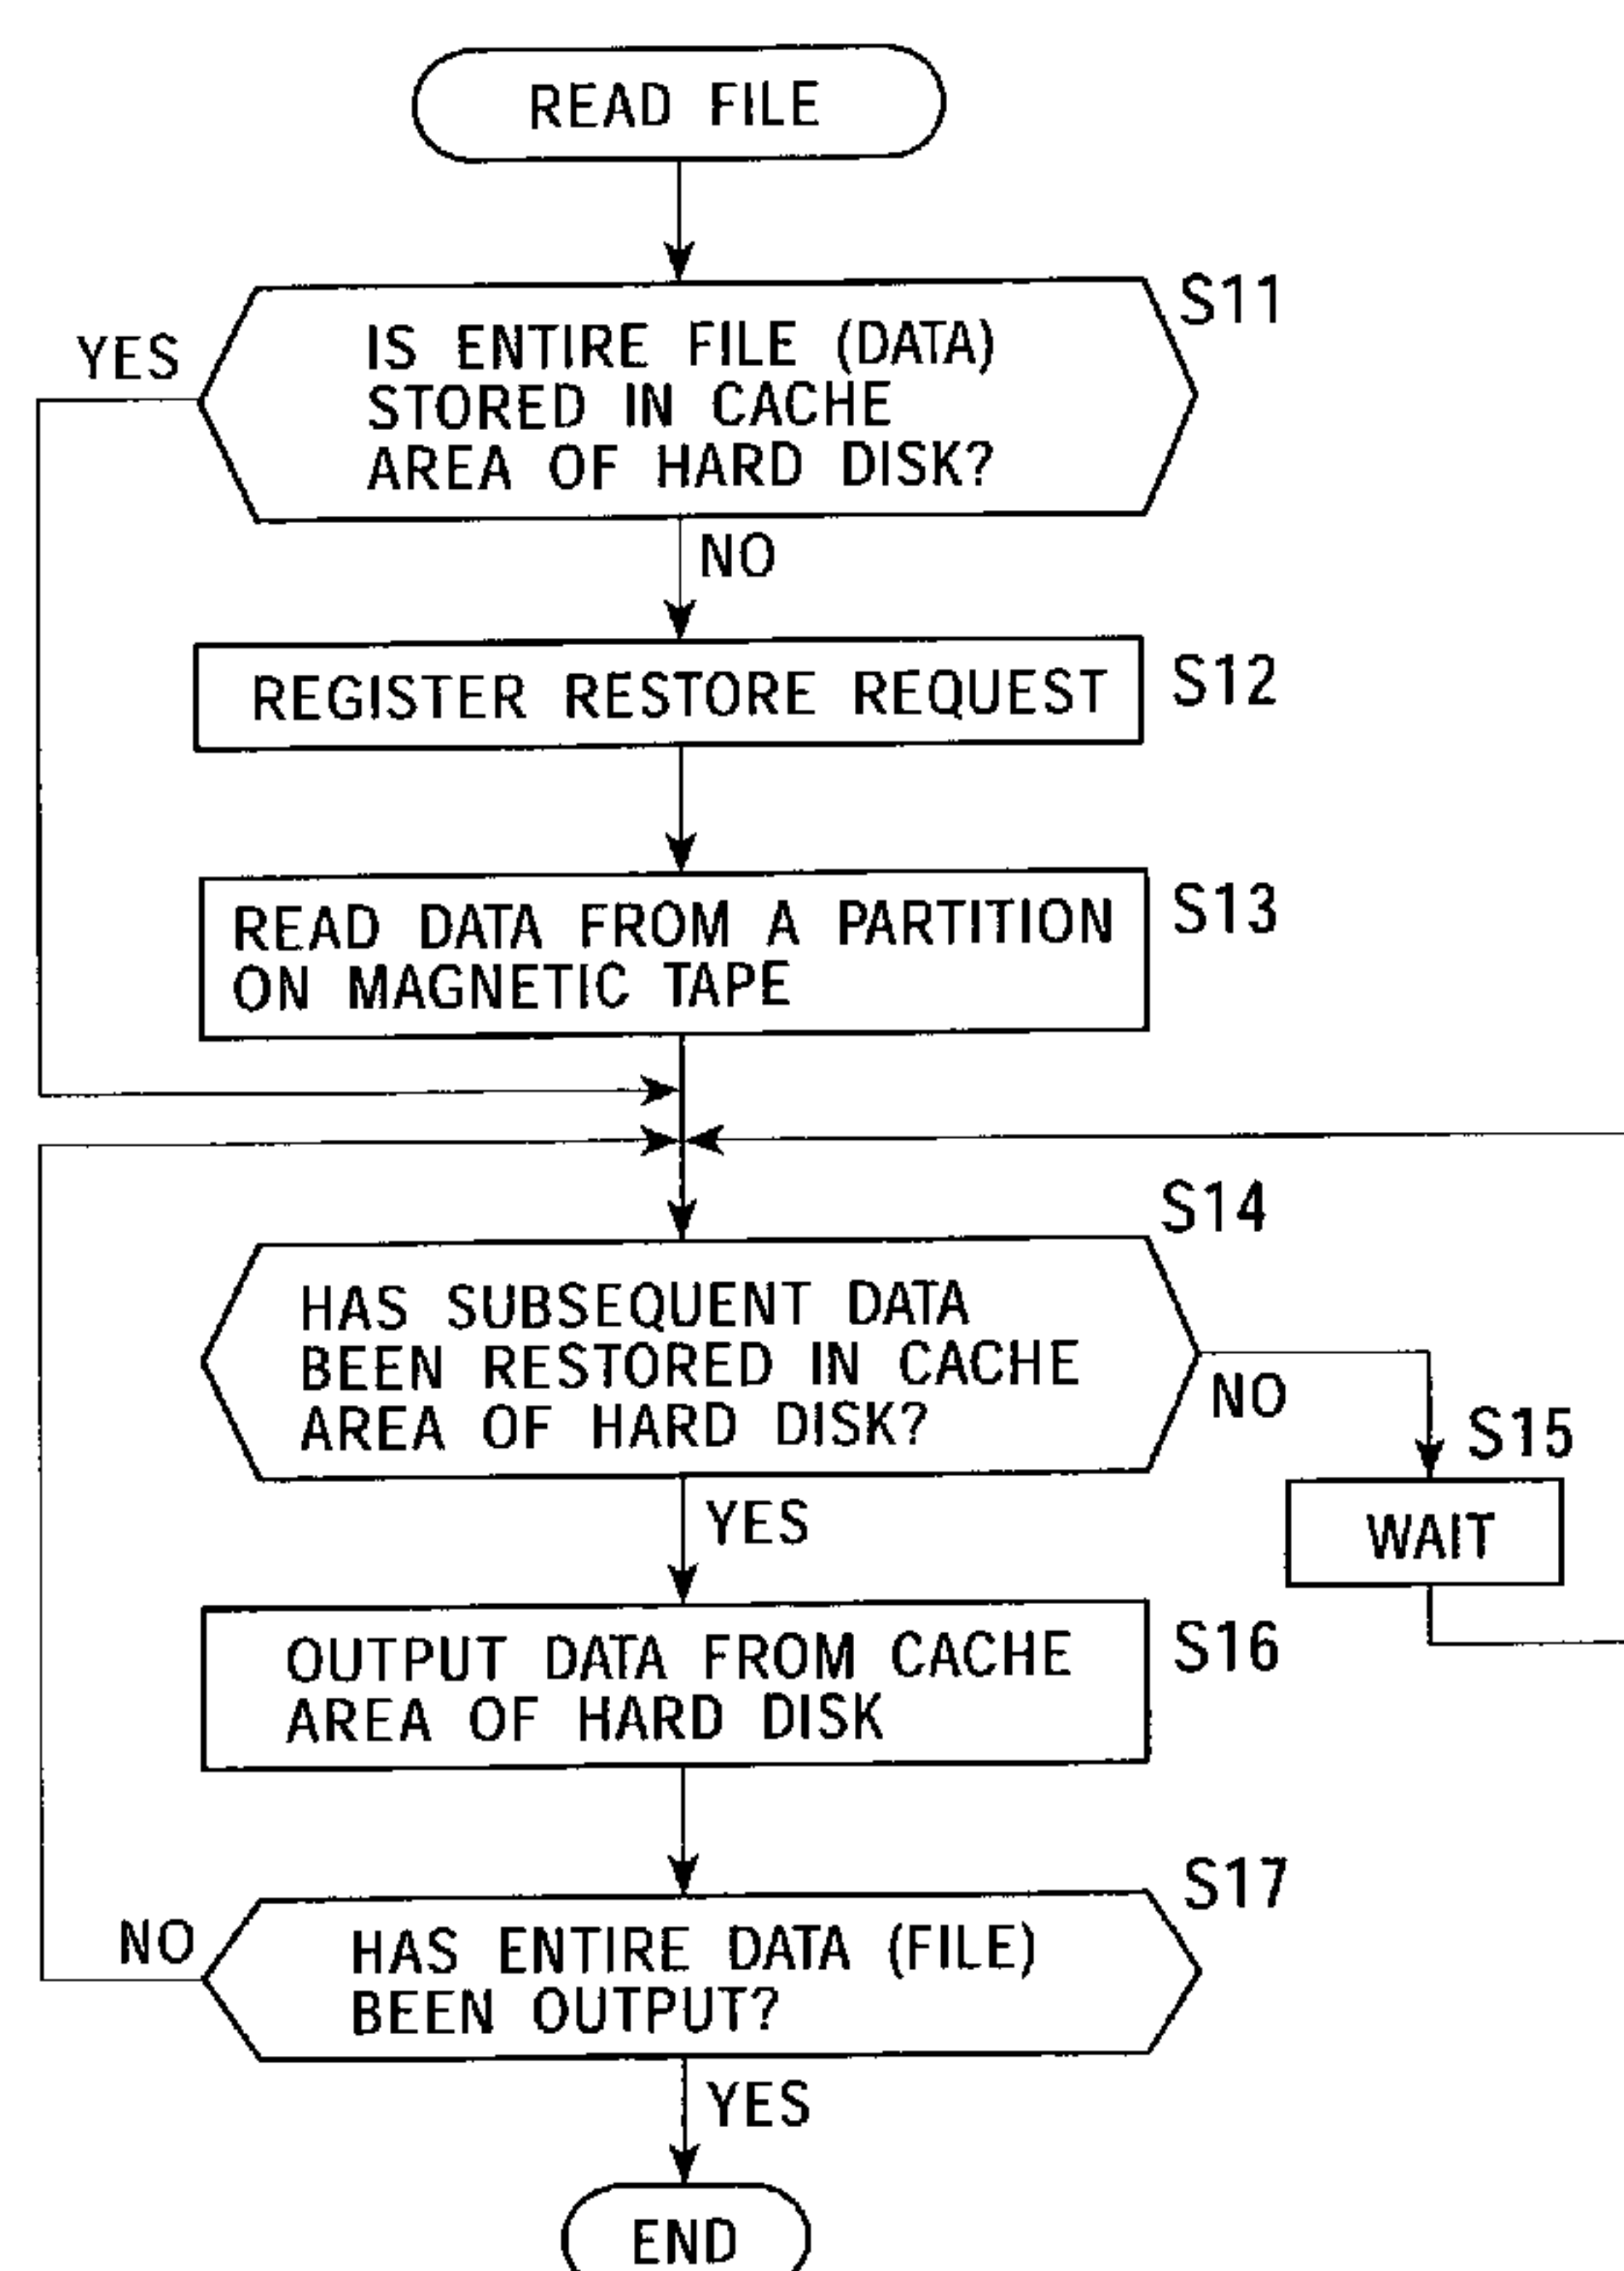 READ FILE
S11
YES
IS ENTIRE FILE (DATA)
STORED IN CACHE
AREA OF HARD DISK?
NO
REGISTER RESTORE REQUEST
S12
READ DATA FROM A PARTITION
ON MAGNETIC TAPE
S13
S14
HAS SUBSEQUENT DATA
BEEN RESTORED IN CACHE
AREA OF HARD DISK?
NO
S15
WAIT
YES
OUTPUT DATA FROM CACHE
AREA OF HARD DISK
S16
S17
NO
HAS ENTIRE DATA (FILE)
BEEN OUTPUT?
YES
END